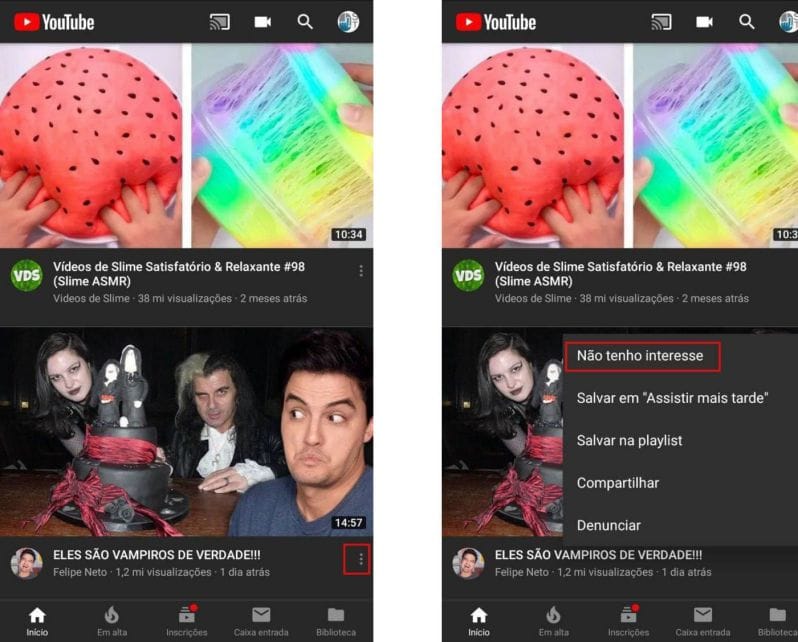 YouTube
10:34
VDS
Vídeos de Slime Satisfatório & Relaxante #98
(Slime ASMR)
Videos de Slime · 38 mi visualizações · 2 meses atrás
14:57
ELES SÃO VAMPIROS DE VERDADE!!!
Felipe Neto · 1,2 mi visualizações · 1 dia atrás
Início
Em alta
Inscrições
Caixa entrada
Biblioteca
YouTube
10:3
VDS
Vídeos de Slime Satisfatório & Relaxante #98
(Slime ASMR)
Videos de Slime · 38 mi visualizações · 2 meses atrás
Não tenho interesse
Salvar em "Assistir mais tarde"
Salvar na playlist
Compartilhar
Denunciar
ELES SÃO VAMPIROS DE VERDADE!!!
Felipe Neto · 1,2 mi visualizações · 1 dia atrás
Início
Em alta
Inscrições
Caixa entrada
Bibliotec